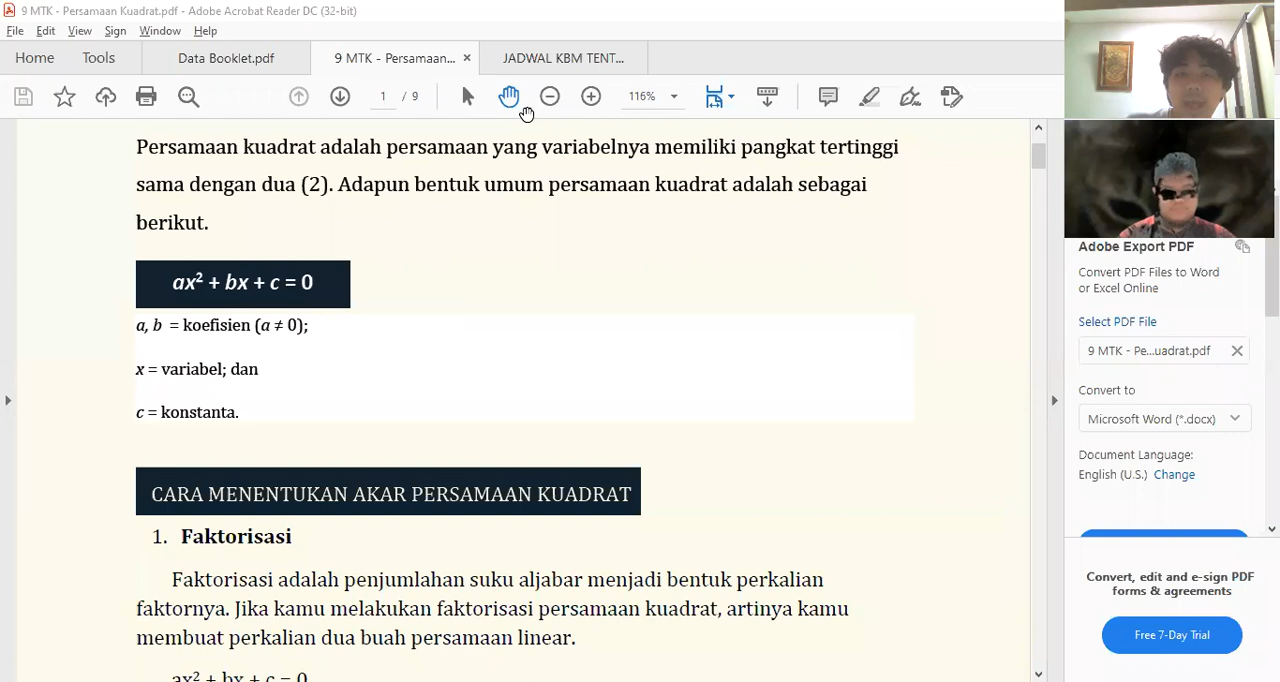 9 MTK - Persamaan Kuadrat.pdf - Adobe Acrobat Reader DC (32-bit)
File Edit View Sign Window Help
Home Tools Data Booklet.pdf 9 MTK - Persamaan... × JADWAL KBM TENT...
1 / 9 116%
Persamaan kuadrat adalah persamaan yang variabelnya memiliki pangkat tertinggi
sama dengan dua (2). Adapun bentuk umum persamaan kuadrat adalah sebagai
berikut.
ax² + bx + c = 0
a, b = koefisien (a ≠ 0);
x = variabel; dan
c = konstanta.
CARA MENENTUKAN AKAR PERSAMAAN KUADRAT
1. Faktorisasi
Faktorisasi adalah penjumlahan suku aljabar menjadi bentuk perkalian
faktornya. Jika kamu melakukan faktorisasi persamaan kuadrat, artinya kamu
membuat perkalian dua buah persamaan linear.
ax² + bx + c = 0
Adobe Export PDF
Convert PDF Files to Word
or Excel Online
Select PDF File
9 MTK - Pe...uadrat.pdf
Convert to
Microsoft Word (*.docx)
Document Language:
English (U.S.) Change
Convert, edit and e-sign PDF
forms & agreements
Free 7-Day Trial